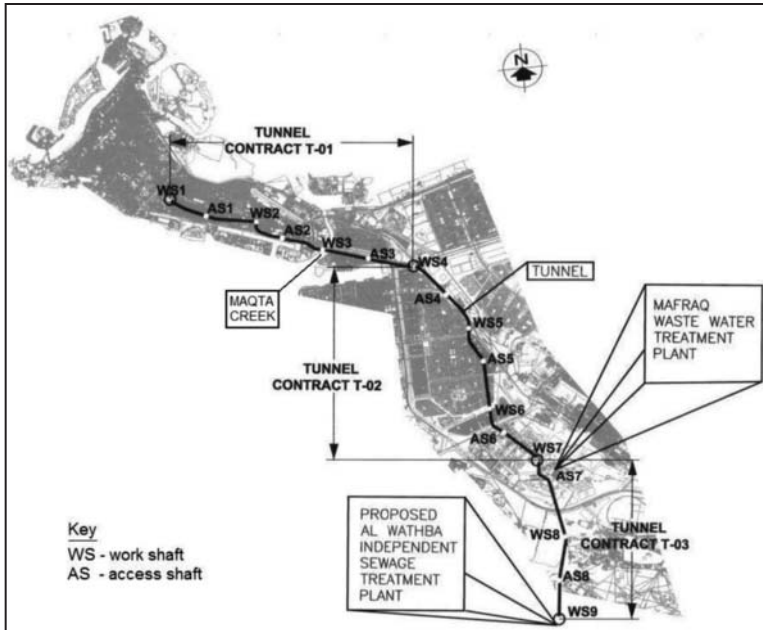 N
TUNNEL
CONTRACT T-01
WS1
AS1
WS2
AS2
WS3
AS3
WS4
MAQTA
CREEK
TUNNEL
AS4
WS5
MAFRAQ
WASTE WATER
TREATMENT
PLANT
TUNNEL
CONTRACT T-02
AS5
WS6
AS6
WS7
AS7
PROPOSED
AL WATHBA
INDEPENDENT
SEWAGE
TREATMENT
PLANT
WS8
TUNNEL
CONTRACT T-03
AS8
WS9
Key
WS - work shaft
AS - access shaft